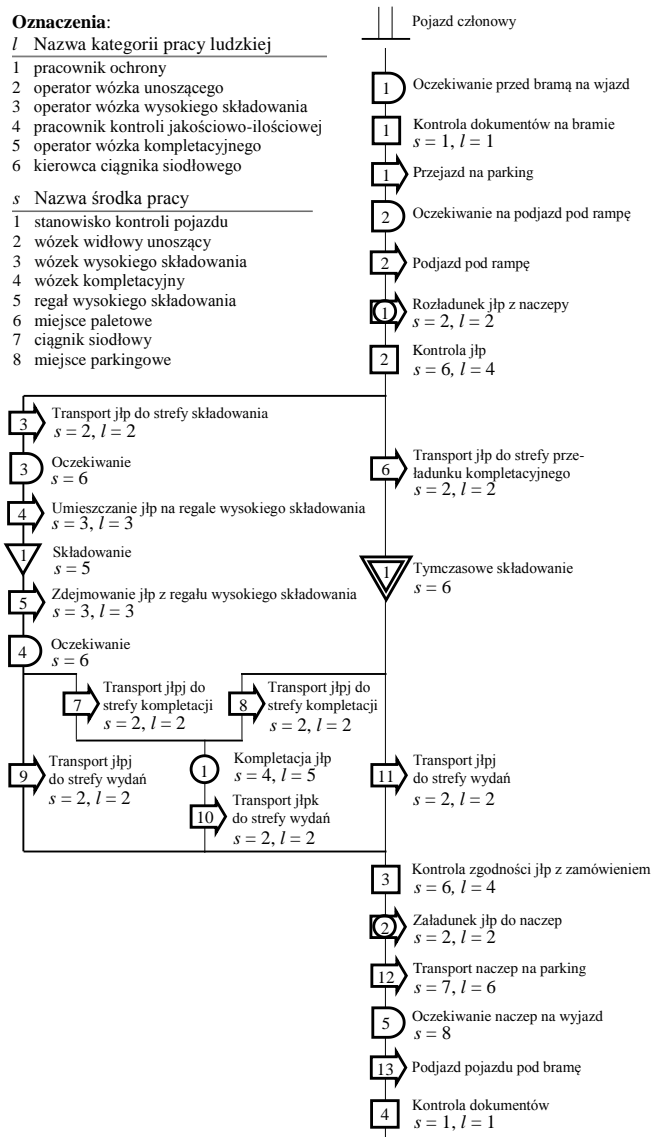 Oznaczenia:
l Nazwa kategorii pracy ludzkiej
1 pracownik ochrony
2 operator wózka unoszącego
3 operator wózka wysokiego składowania
4 pracownik kontroli jakościowo-ilościowej
5 operator wózka kompletacyjnego
6 kierowca ciągnika siodłowego
s Nazwa środka pracy
1 stanowisko kontroli pojazdu
2 wózek widłowy unoszący
3 wózek wysokiego składowania
4 wózek kompletacyjny
5 regał wysokiego składowania
6 miejsce paletowe
7 ciągnik siodłowy
8 miejsce parkingowe
Pojazd członowy
1 Oczekiwanie przed bramą na wjazd
1 Kontrola dokumentów na bramie
s = 1, l = 1
1 Przejazd na parking
2 Oczekiwanie na podjazd pod rampę
2 Podjazd pod rampę
1 Rozładunek jłp z naczepy
s = 2, l = 2
2 Kontrola jłp
s = 6, l = 4
3 Transport jłp do strefy składowania
s = 2, l = 2
3 Oczekiwanie
s = 6
4 Umieszczanie jłp na regale wysokiego składowania
s = 3, l = 3
1 Składowanie
s = 5
5 Zdejmowanie jłp z regału wysokiego składowania
s = 3, l = 3
4 Oczekiwanie
s = 6
6 Transport jłp do strefy prze-
ładunku kompletacyjnego
s = 2, l = 2
1 Tymczasowe składowanie
s = 6
7 Transport jłpj do
strefy kompletacji
s = 2, l = 2
8 Transport jłpj do
strefy kompletacji
s = 2, l = 2
9 Transport jłpj
do strefy wydań
s = 2, l = 2
1 Kompletacja jłp
s = 4, l = 5
10 Transport jłpk
do strefy wydań
s = 2, l = 2
11 Transport jłpj
do strefy wydań
s = 2, l = 2
3 Kontrola zgodności jłp z zamówieniem
s = 6, l = 4
2 Załadunek jłp do naczep
s = 2, l = 2
12 Transport naczep na parking
s = 7, l = 6
5 Oczekiwanie naczep na wyjazd
s = 8
13 Podjazd pojazdu pod bramę
4 Kontrola dokumentów
s = 1, l = 1